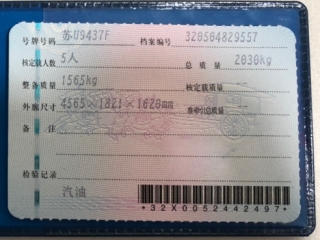 号牌号码 苏U9437F 档案编号 320504829557
核定载人数 5人 总质量 2030kg
整备质量 1565kg 核定载质量 --
外廓尺寸 4565×1821×1620mm 准牵引总质量 --
备注
检验记录
汽油
*32X0052442497*